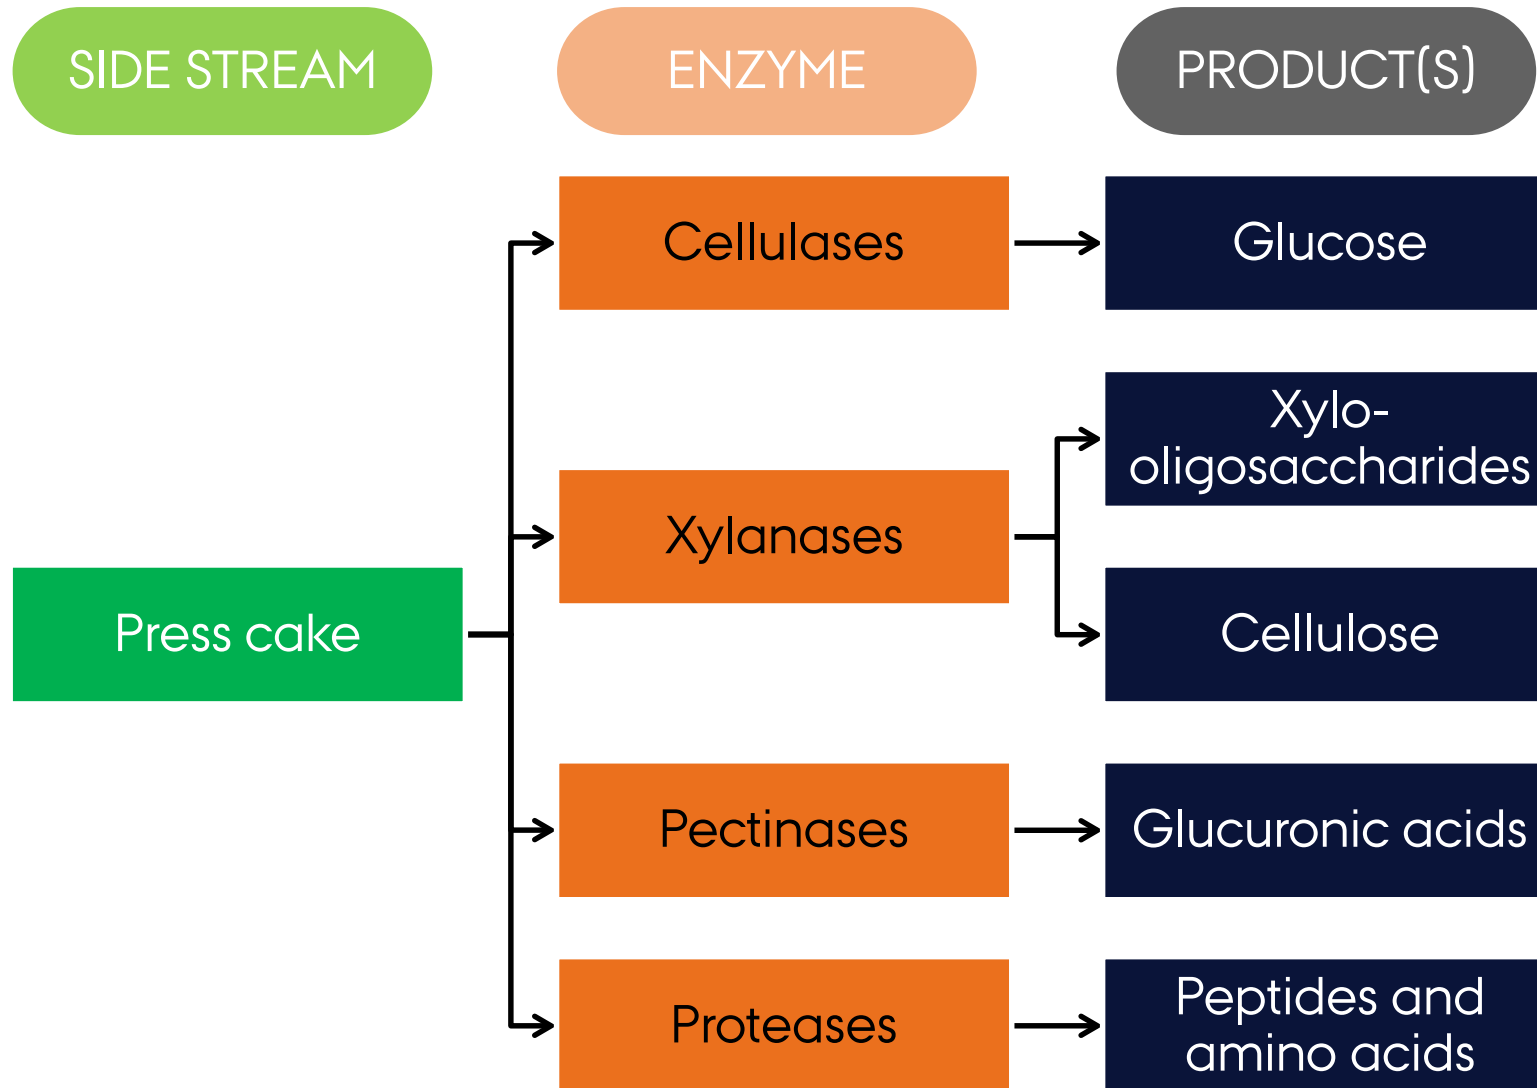 SIDE STREAM
ENZYME
PRODUCT(S)
Cellulases
Glucose
Xylo-
oligosaccharides
Xylanases
Press cake
Cellulose
Pectinases
Glucuronic acids
Proteases
Peptides and
amino acids